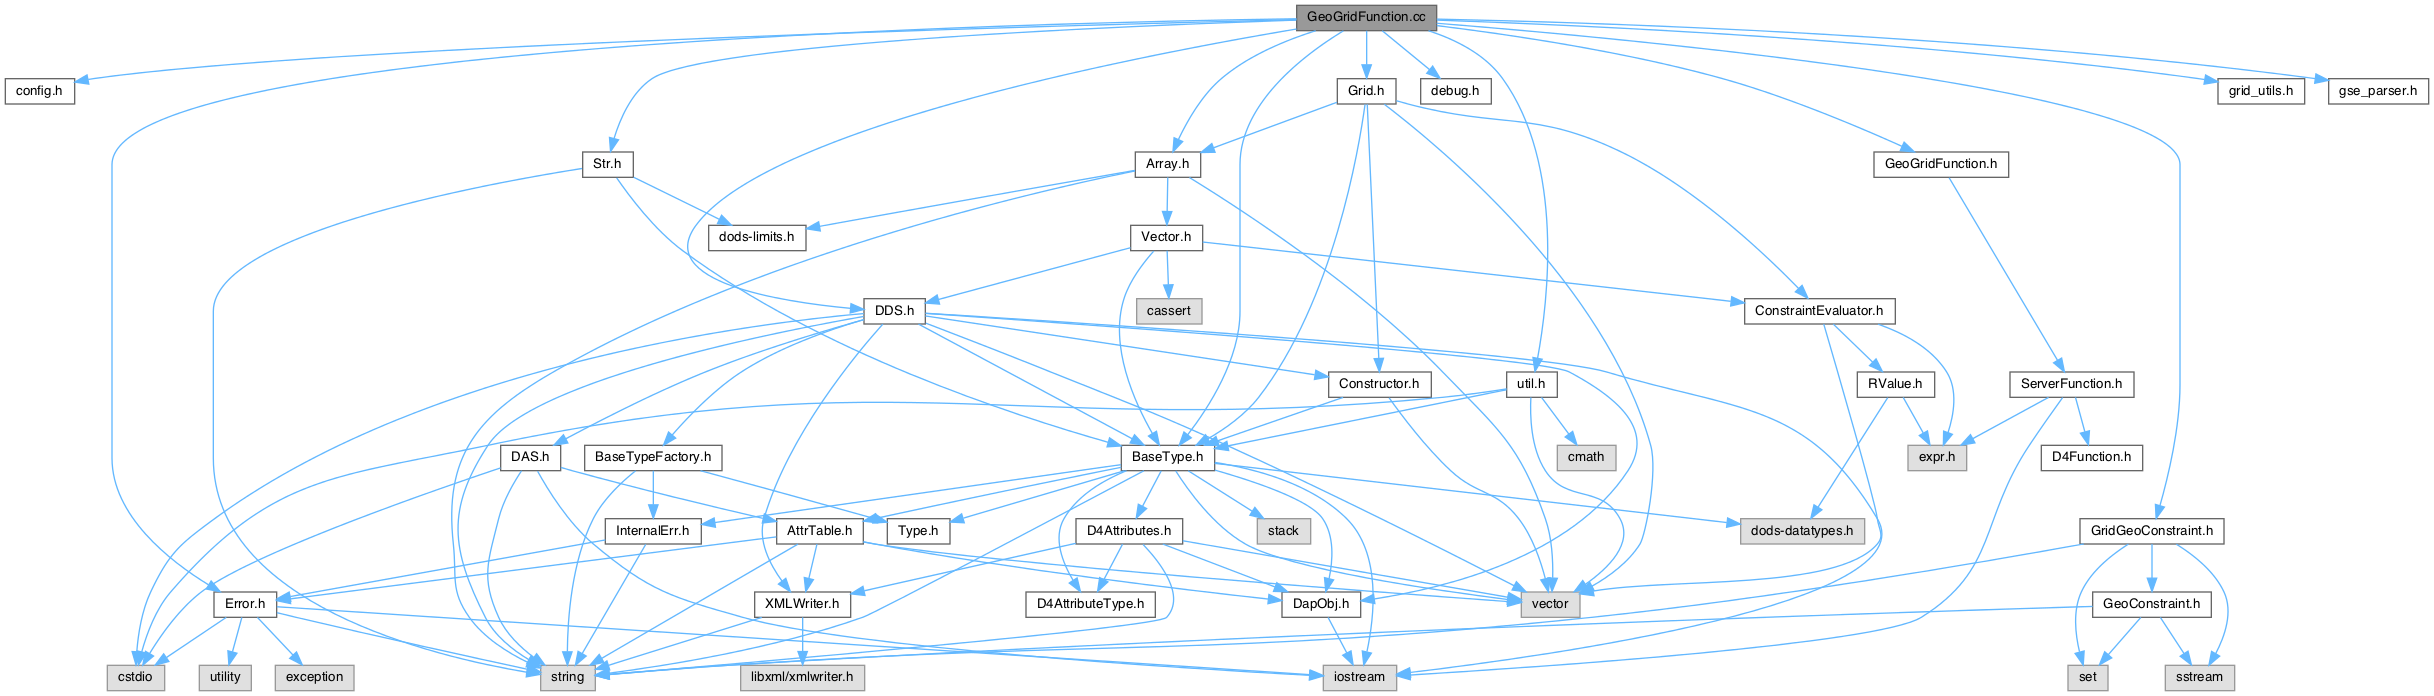 GeoGridFunction.cc
config.h
Grid.h
debug.h
grid_utils.h
gse_parser.h
Str.h
Array.h
GeoGridFunction.h
dods-limits.h
Vector.h
DDS.h
cassert
ConstraintEvaluator.h
Constructor.h
util.h
RValue.h
ServerFunction.h
DAS.h
BaseTypeFactory.h
BaseType.h
cmath
expr.h
D4Function.h
InternalErr.h
AttrTable.h
Type.h
D4Attributes.h
stack
dods-datatypes.h
GridGeoConstraint.h
Error.h
XMLWriter.h
D4AttributeType.h
DapObj.h
vector
GeoConstraint.h
cstdio
utility
exception
string
libxml/xmlwriter.h
iostream
set
sstream